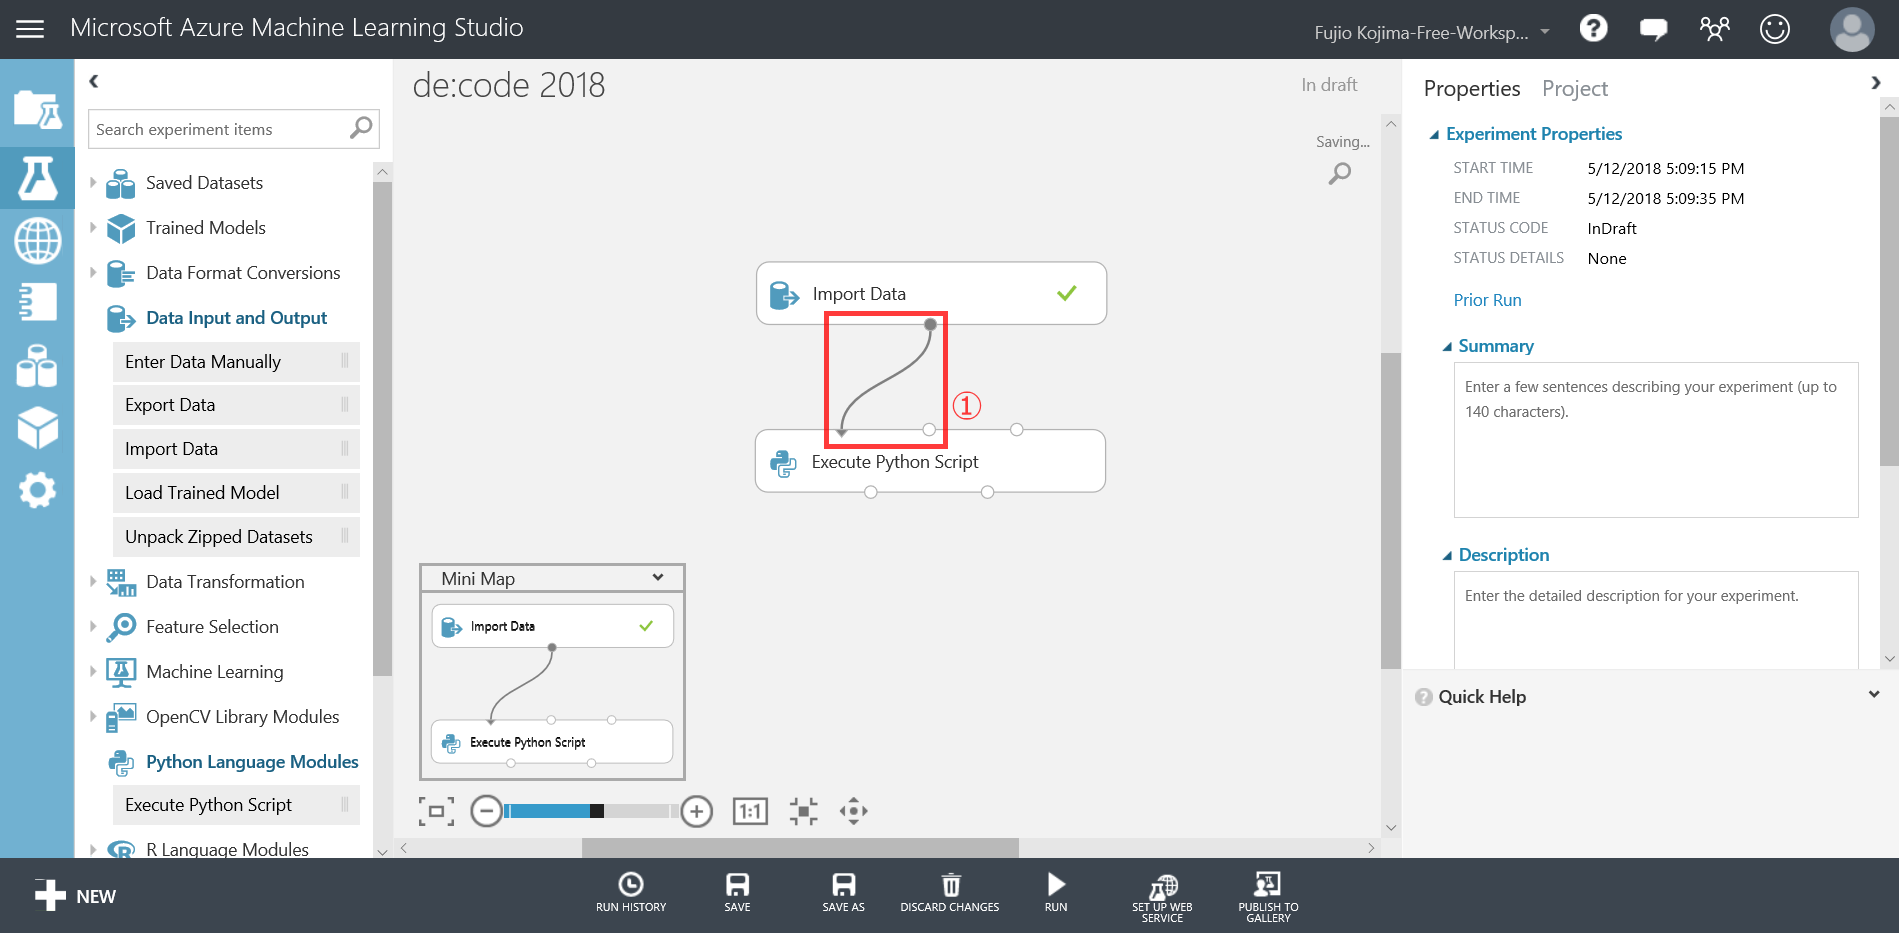 Microsoft Azure Machine Learning Studio
Fujio Kojima-Free-Worksp...
Search experiment items
Saved Datasets
Trained Models
Data Format Conversions
Data Input and Output
Enter Data Manually
Export Data
Import Data
Load Trained Model
Unpack Zipped Datasets
Data Transformation
Feature Selection
Machine Learning
OpenCV Library Modules
Python Language Modules
Execute Python Script
R Language Modules
de:code 2018
In draft
Saving...
Import Data
①
Execute Python Script
Mini Map
Import Data
Execute Python Script
1:1
Properties Project
Experiment Properties
START TIME 5/12/2018 5:09:15 PM
END TIME 5/12/2018 5:09:35 PM
STATUS CODE InDraft
STATUS DETAILS None
Prior Run
Summary
Enter a few sentences describing your experiment (up to
140 characters).
Description
Enter the detailed description for your experiment.
Quick Help
NEW
RUN HISTORY
SAVE
SAVE AS
DISCARD CHANGES
RUN
SET UP WEB
SERVICE
PUBLISH TO
GALLERY